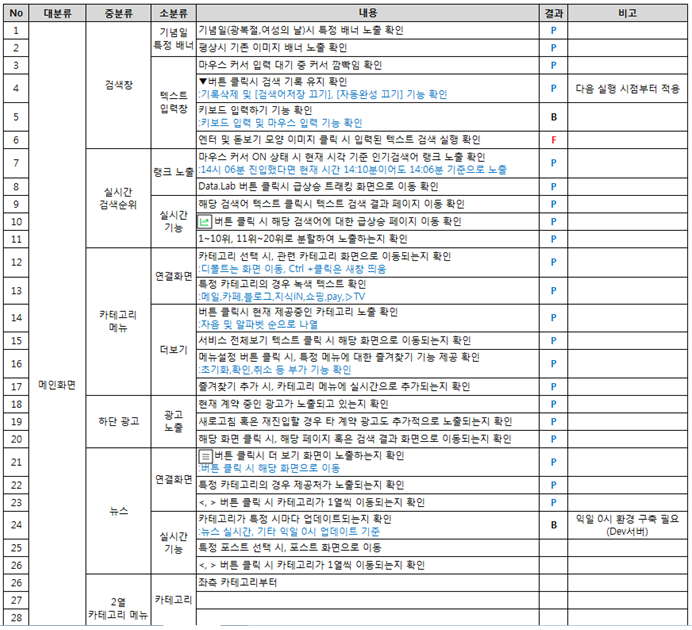 No 대분류 중분류 소분류 내용 결과 비고
메인화면
검색창
기념일
특정 배너
1 기념일(광복절,여성의 날)시 특정 배너 노출 확인 P
2 평상시 기존 이미지 배너 노출 확인 P
텍스트
입력창
3 마우스 커서 입력 대기 중 커서 깜빡임 확인 P
4 ▼버튼 클릭시 검색 기록 유지 확인 P 다음 실행 시점부터 적용
:기록삭제 및 [검색어저장 끄기], [자동완성 끄기] 기능 확인
5 키보드 입력하기 기능 확인 B
:키보드 입력 및 마우스 입력 기능 확인
6 엔터 및 돋보기 모양 이미지 클릭 시 입력된 텍스트 검색 실행 확인 F
실시간
검색순위
랭크 노출
7 마우스 커서 ON 상태 시 현재 시각 기준 인기검색어 랭크 노출 확인 P
:14시 06분 진입했다면 현재 시간 14:10분이어도 14:06분 기준으로 노출
8 Data.Lab 버튼 클릭시 급상승 트래킹 화면으로 이동 확인 P
실시간
기능
9 해당 검색어 텍스트 클릭시 텍스트 검색 결과 페이지 이동 확인 P
10 버튼 클릭 시 해당 검색어에 대한 급상승 페이지 이동 확인 P
11 1~10위, 11위~20위로 분할하여 노출하는지 확인 P
카테고리
메뉴
연결화면
12 카테고리 선택 시, 관련 카테고리 화면으로 이동되는지 확인 P
:디폴트는 화면 이동, Ctrl +클릭은 새창 띄움
13 특정 카테고리의 경우 녹색 텍스트 확인 P
:메일,카페,블로그,지식iN,쇼핑,pay,▷TV
더보기
14 버튼 클릭시 현재 제공중인 카테고리 노출 확인 P
:자음 및 알파벳 순으로 나열
15 서비스 전체보기 텍스트 클릭 시 해당 화면으로 이동되는지 확인 P
16 메뉴설정 버튼 클릭 시, 특정 메뉴에 대한 즐겨찾기 기능 제공 확인 P
:초기화,확인,취소 등 부가 기능 확인
17 즐겨찾기 추가 시, 카테고리 메뉴에 실시간으로 추가되는지 확인 P
하단 광고
광고
노출
18 현재 계약 중인 광고가 노출되고 있는지 확인 P
19 새로고침 혹은 재진입할 경우 타 계약 광고도 추가적으로 노출되는지 확인 P
20 해당 화면 클릭 시, 해당 페이지 혹은 검색 결과 화면으로 이동되는지 확인 P
뉴스
연결화면
21 버튼 클릭시 더 보기 화면이 노출하는지 확인 P
:버튼 클릭 시 해당 화면으로 이동
22 특정 카테고리의 경우 제공처가 노출되는지 확인 P
23 <, > 버튼 클릭 시 카테고리가 1열씩 이동되는지 확인 P
실시간
기능
24 카테고리가 특정 시마다 업데이트되는지 확인 B 익일 0시 환경 구축 필요
:뉴스 실시간, 기타 익일 0시 업데이트 기준 (Dev서버)
25 특정 포스트 선택 시, 포스트 화면으로 이동
26 <, > 버튼 클릭 시 카테고리가 1열씩 이동되는지 확인
2열
카테고리 메뉴
카테고리
26 좌측 카테고리부터
27
28